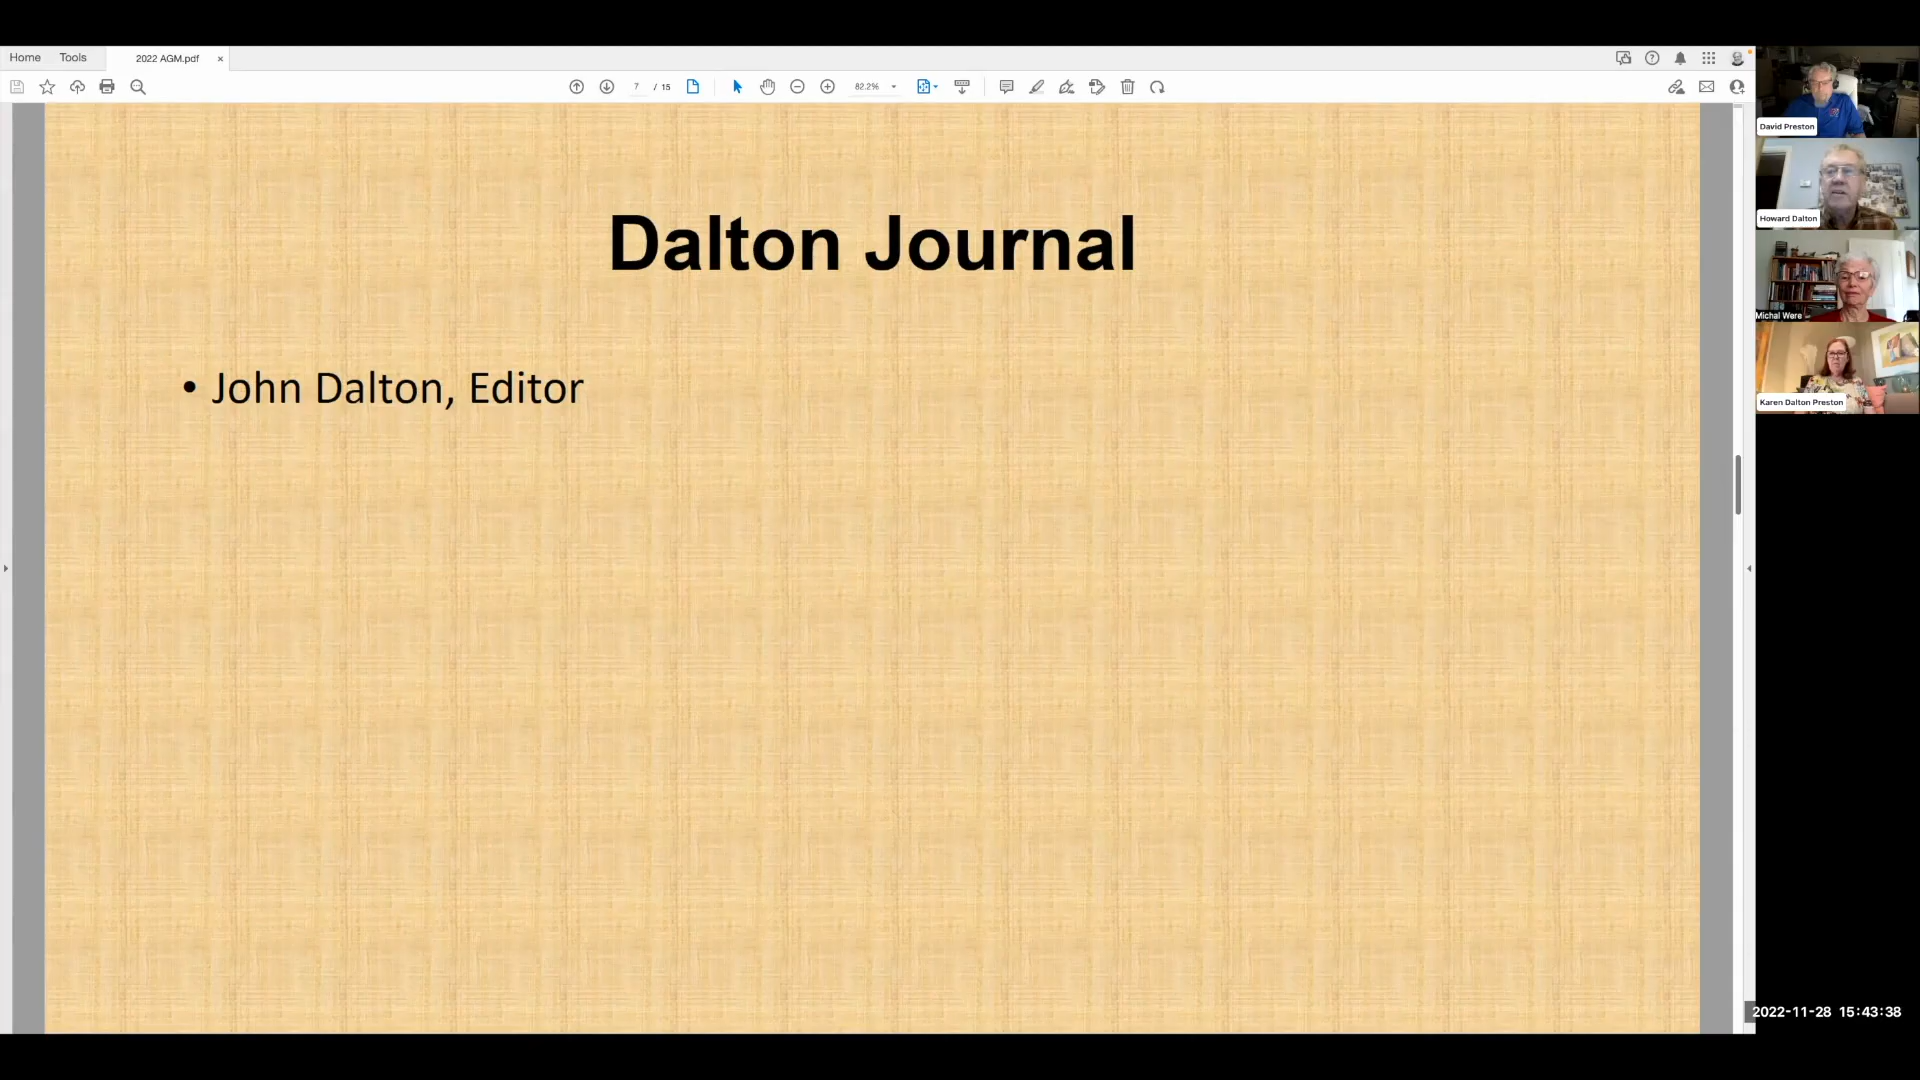 Home Tools 2022 AGM.pdf ×
7 / 15 82.2%
Dalton Journal
• John Dalton, Editor
David Preston
Howard Dalton
Michal Were
Karen Dalton Preston
2022-11-28 15:43:38